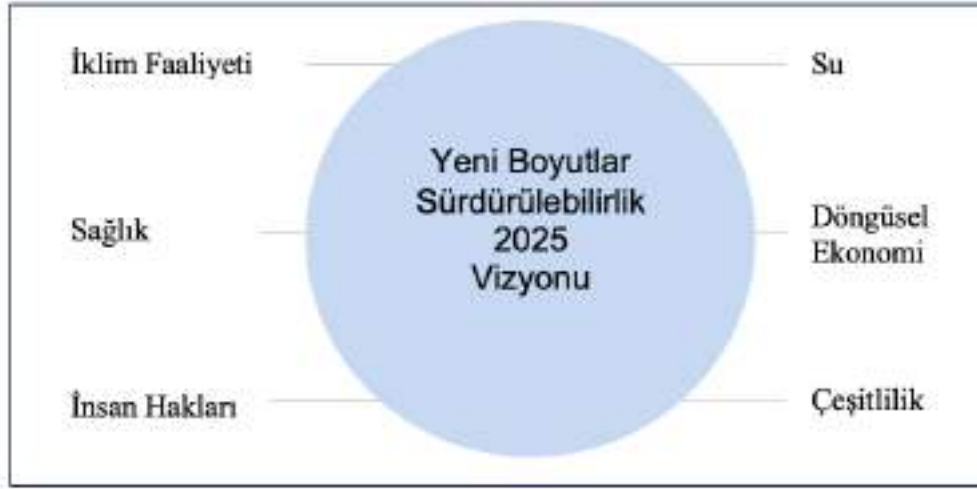 İklim Faaliyeti
Su
Yeni Boyutlar
Sürdürülebilirlik
2025
Vizyonu
Sağlık
Döngüsel
Ekonomi
İnsan Hakları
Çeşitlilik